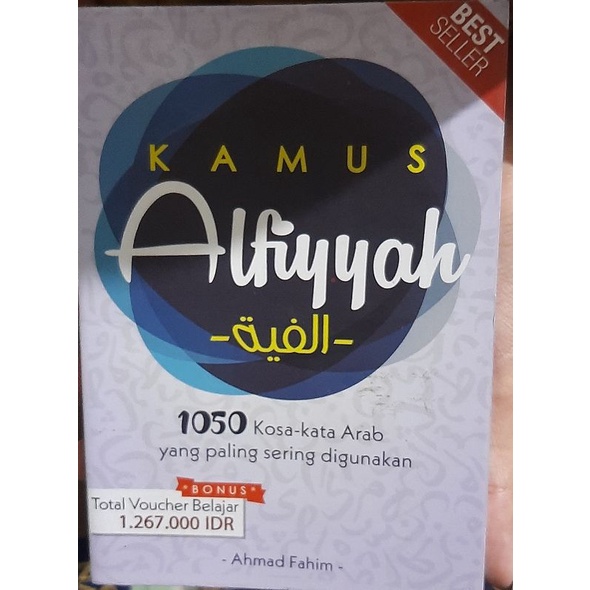 BEST
SELLER
KAMUS
Alfiyyah
-الفية-
1050 Kosa-kata Arab
yang paling sering digunakan
BONUS
Total Voucher Belajar
1.267.000 IDR
- Ahmad Fahim -